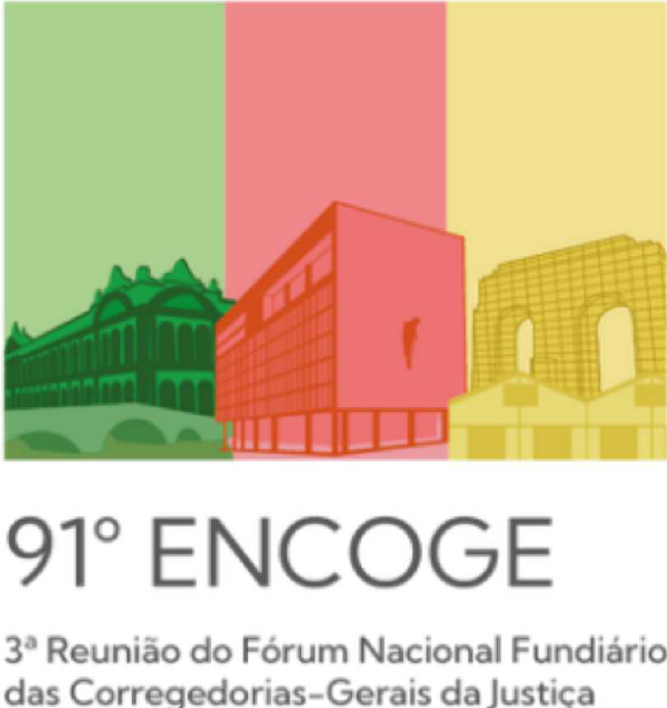 91° ENCOGE
3ª Reunião do Fórum Nacional Fundiário
das Corregedorias-Gerais da Justiça